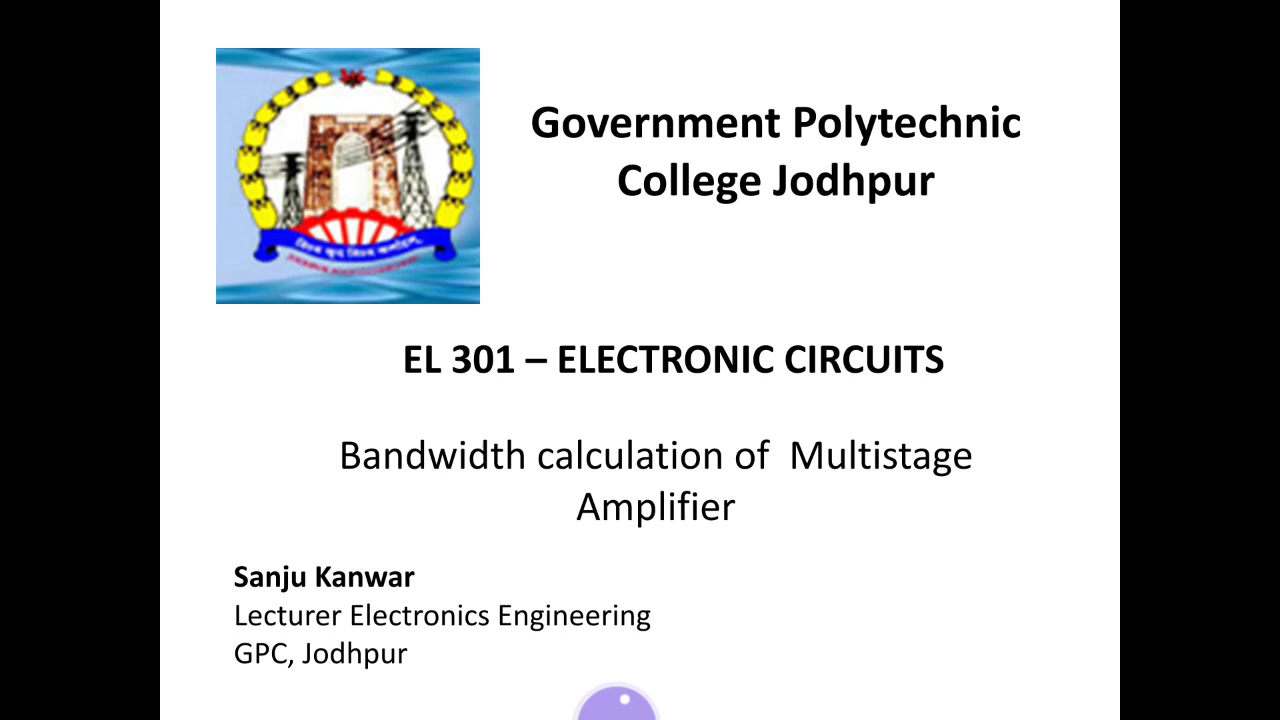 Government Polytechnic
College Jodhpur
EL 301 – ELECTRONIC CIRCUITS
Bandwidth calculation of Multistage
Amplifier
Sanju Kanwar
Lecturer Electronics Engineering
GPC, Jodhpur